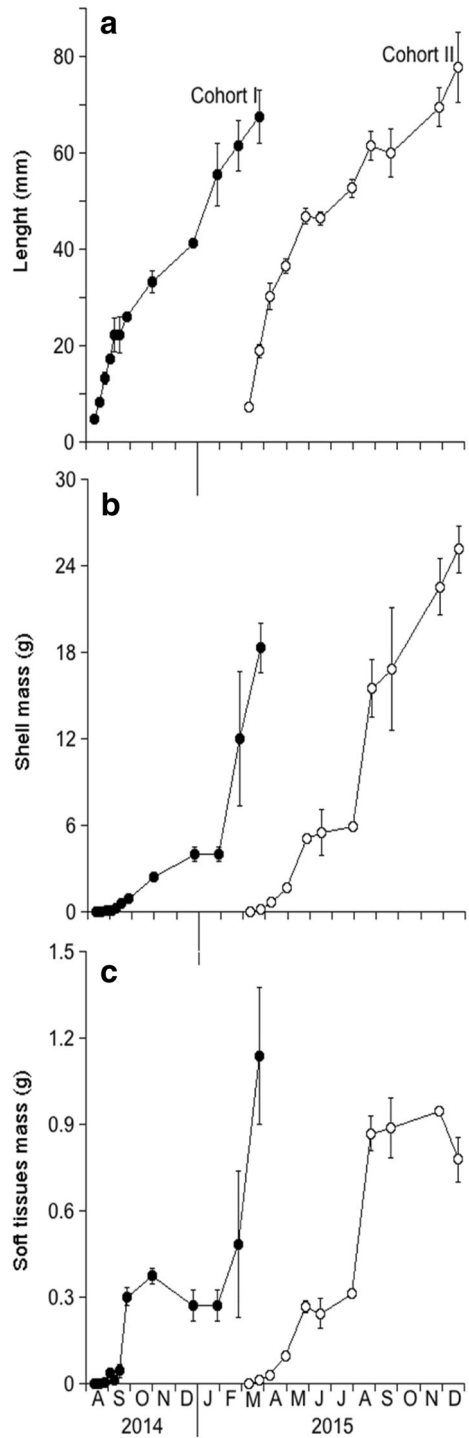 a
Cohort I
Cohort II
80
60
40
20
0
Lenght (mm)
b
30
24
18
12
6
0
Shell mass (g)
c
1.5
1.2
0.9
0.6
0.3
0
Soft tissues mass (g)
A S O N D J F M A M J J A S O N D
2014 2015